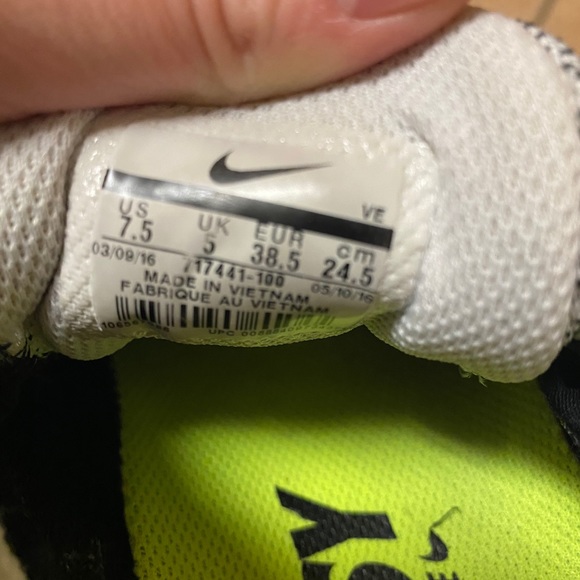 VE
US UK EUR cm
7.5 5 38.5 24.5
03/09/16 717441-100 05/10/16
MADE IN VIETNAM
FABRIQUE AU VIETNAM
UPC